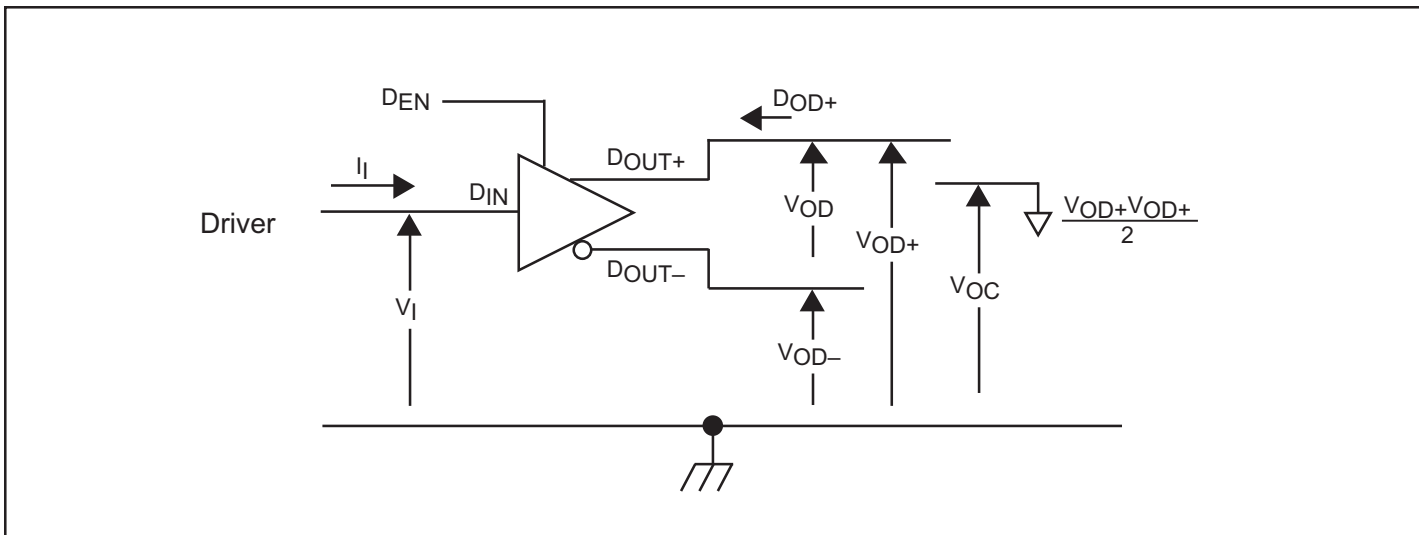 DEN
DOD+
II
DOUT+
DIN
Driver
VOD
VOD+VOD+
2
VOD+
DOUT–
VOC
VI
VOD–